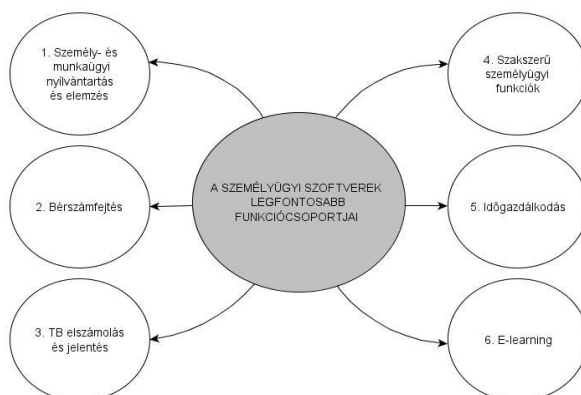 1. Személy- és
munkaügyi
nyilvántartás
és elemzés
2. Bérszámfejtés
3. TB elszámolás
és jelentés
A SZEMÉLYÜGYI SZOFTVEREK
LEGFONTOSABB
FUNKCIÓCSOPORTJAI
4. Szakszerű
személyügyi
funkciók
5. Időgazdálkodás
6. E-learning